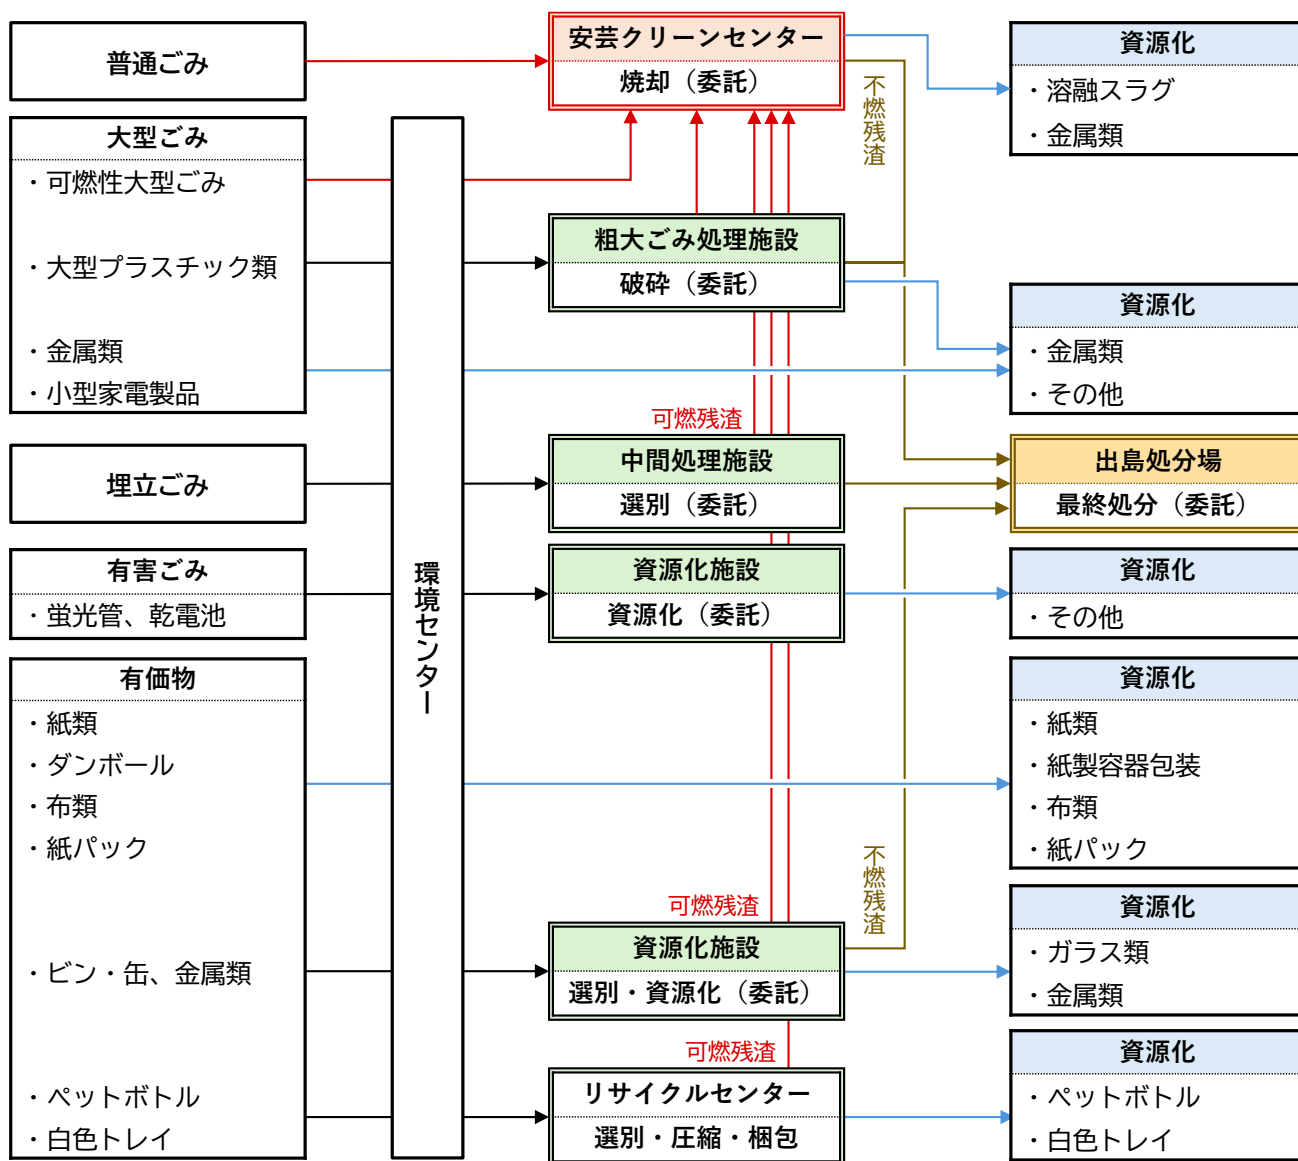 普通ごみ
大型ごみ
・可燃性大型ごみ
・大型プラスチック類
・金属類
・小型家電製品
埋立ごみ
有害ごみ
・蛍光管、乾電池
有価物
・紙類
・ダンボール
・布類
・紙パック
・ビン・缶、金属類
・ペットボトル
・白色トレイ
環境センター
安芸クリーンセンター
焼却（委託）
不燃残渣
粗大ごみ処理施設
破砕（委託）
可燃残渣
中間処理施設
選別（委託）
資源化施設
資源化（委託）
可燃残渣
不燃残渣
資源化施設
選別・資源化（委託）
可燃残渣
リサイクルセンター
選別・圧縮・梱包
資源化
・溶融スラグ
・金属類
資源化
・金属類
・その他
出島処分場
最終処分（委託）
資源化
・その他
資源化
・紙類
・紙製容器包装
・布類
・紙パック
資源化
・ガラス類
・金属類
資源化
・ペットボトル
・白色トレイ